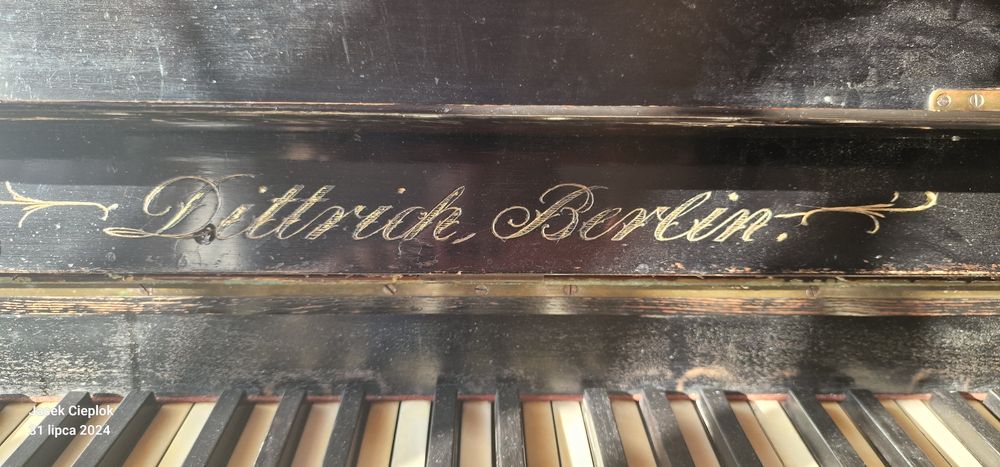 Dittrich, Berlin.
Jacek Cieplok
31 lipca 2024